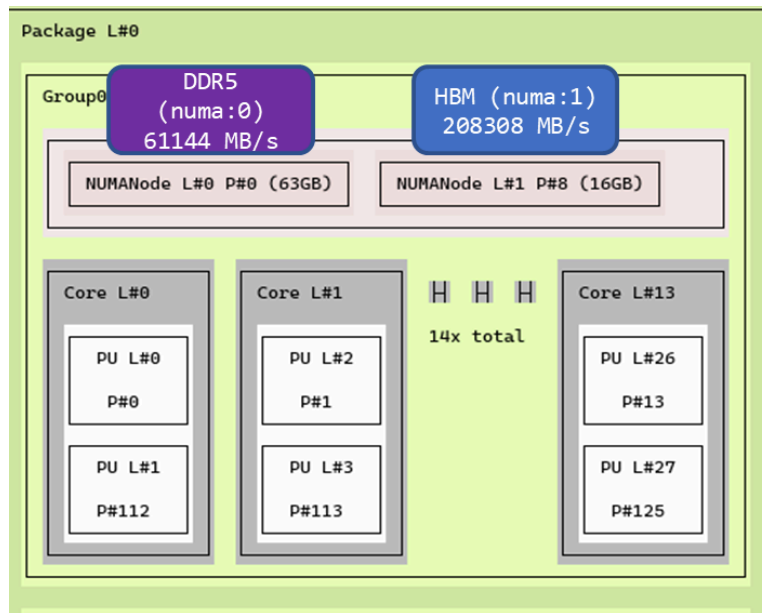 Package L#0
Group0
DDR5
(numa:0)
61144 MB/s
HBM (numa:1)
208308 MB/s
NUMANode L#0 P#0 (63GB)
NUMANode L#1 P#8 (16GB)
Core L#0
PU L#0
P#0
PU L#1
P#112
Core L#1
PU L#2
P#1
PU L#3
P#113
14x total
Core L#13
PU L#26
P#13
PU L#27
P#125